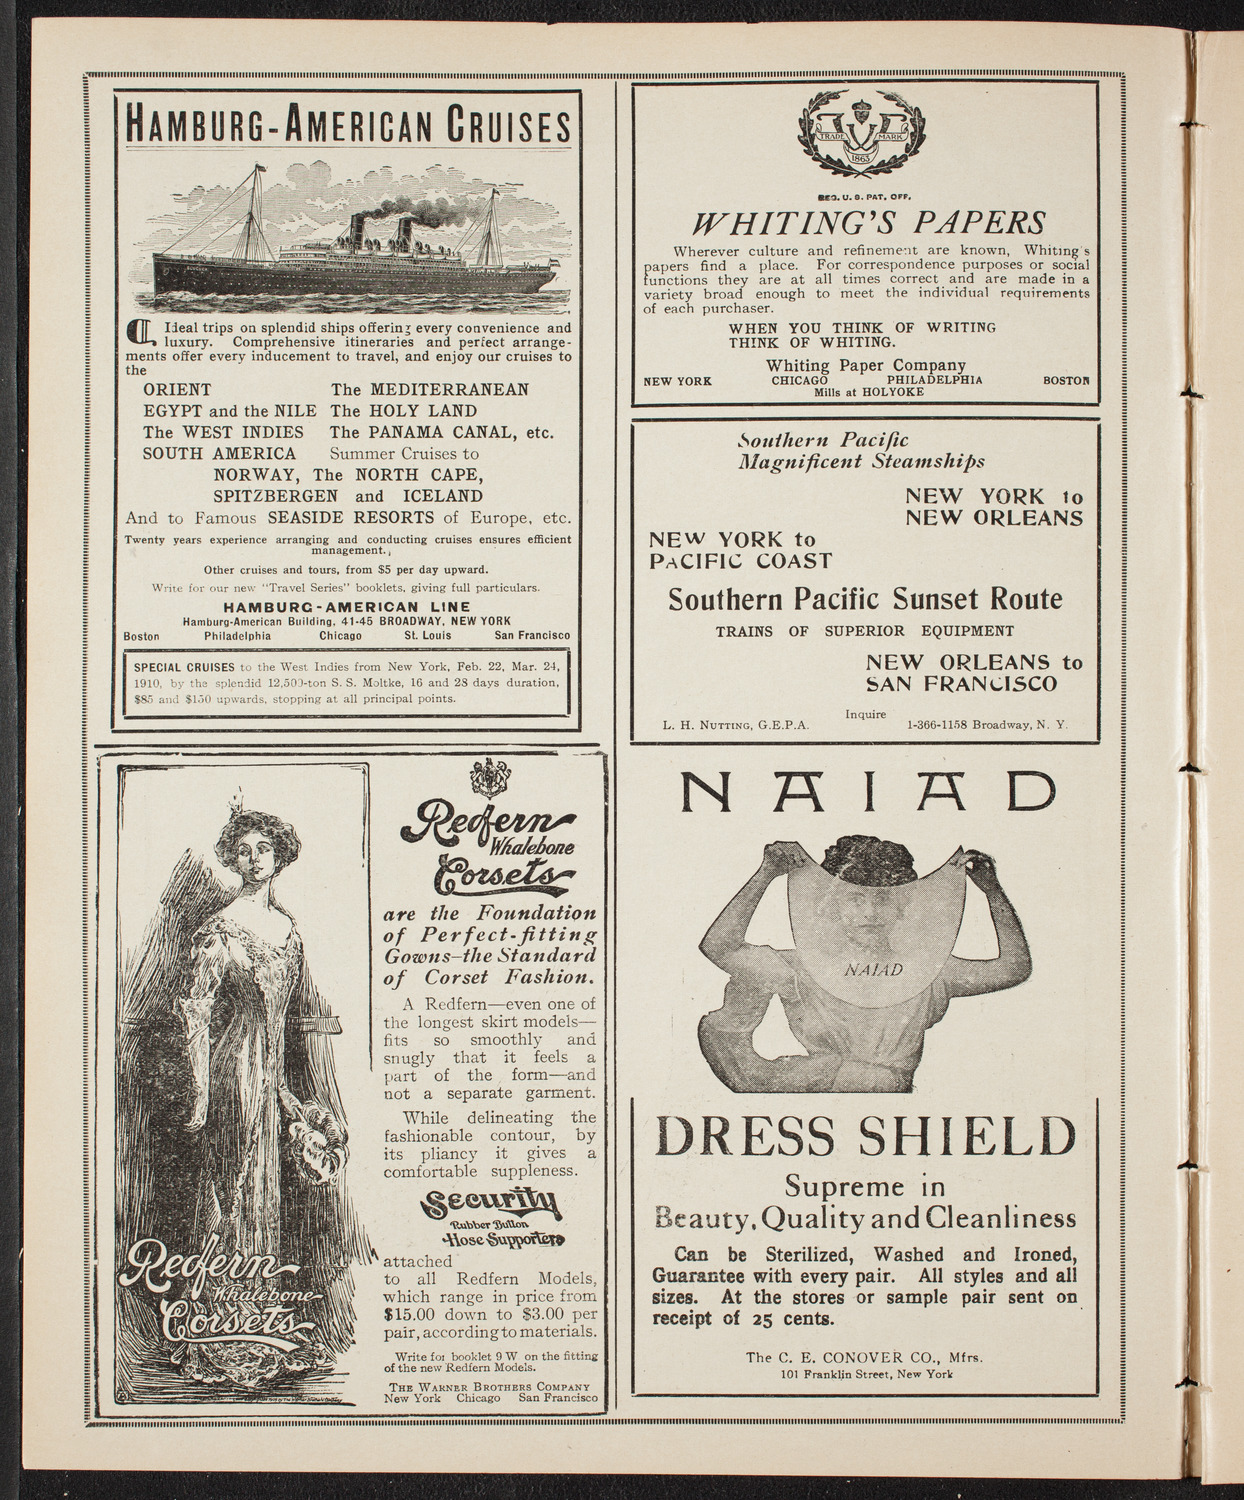 HAMBURG-AMERICAN CRUISES
Ideal trips on splendid ships offering every convenience and
luxury. Comprehensive itineraries and perfect arrange-
ments offer every inducement to travel, and enjoy our cruises to
the
ORIENT The MEDITERRANEAN
EGYPT and the NILE The HOLY LAND
The WEST INDIES The PANAMA CANAL, etc.
SOUTH AMERICA Summer Cruises to
NORWAY, The NORTH CAPE,
SPITZBERGEN and ICELAND
And to Famous SEASIDE RESORTS of Europe, etc.
Twenty years experience arranging and conducting cruises ensures efficient
management.
Other cruises and tours, from $5 per day upward.
Write for our new "Travel Series" booklets, giving full particulars.
HAMBURG-AMERICAN LINE
Hamburg-American Building, 41-45 BROADWAY, NEW YORK
Boston Philadelphia Chicago St. Louis San Francisco
SPECIAL CRUISES to the West Indies from New York, Feb. 22, Mar. 24,
1910, by the splendid 12,500-ton S. S. Moltke, 16 and 28 days duration,
$85 and $150 upwards, stopping at all principal points.
Redfern
Whalebone
Corsets
are the Foundation
of Perfect-fitting
Gowns—the Standard
of Corset Fashion.
A Redfern—even one of
the longest skirt models—
fits so smoothly and
snugly that it feels a
part of the form—and
not a separate garment.
While delineating the
fashionable contour, by
its pliancy it gives a
comfortable suppleness.
Security
Rubber Button
Hose Supporters
attached
to all Redfern Models,
which range in price from
$15.00 down to $3.00 per
pair, according to materials.
Write for booklet 9 W on the fitting
of the new Redfern Models.
THE WARNER BROTHERS COMPANY
New York Chicago San Francisco
Redfern
Whalebone
Corsets
TRADE MARK
1865
REG. U. S. PAT. OFF.
WHITING'S PAPERS
Wherever culture and refinement are known, Whiting's
papers find a place. For correspondence purposes or social
functions they are at all times correct and are made in a
variety broad enough to meet the individual requirements
of each purchaser.
WHEN YOU THINK OF WRITING
THINK OF WHITING.
Whiting Paper Company
NEW YORK CHICAGO PHILADELPHIA BOSTON
Mills at HOLYOKE
Southern Pacific
Magnificent Steamships
NEW YORK to
NEW ORLEANS
NEW YORK to
PACIFIC COAST
Southern Pacific Sunset Route
TRAINS OF SUPERIOR EQUIPMENT
NEW ORLEANS to
SAN FRANCISCO
Inquire
L. H. NUTTING, G.E.P.A. 1-366-1158 Broadway, N. Y.
NAIAD
NAIAD
DRESS SHIELD
Supreme in
Beauty, Quality and Cleanliness
Can be Sterilized, Washed and Ironed,
Guarantee with every pair. All styles and all
sizes. At the stores or sample pair sent on
receipt of 25 cents.
The C. E. CONOVER CO., Mfrs.
101 Franklin Street, New York